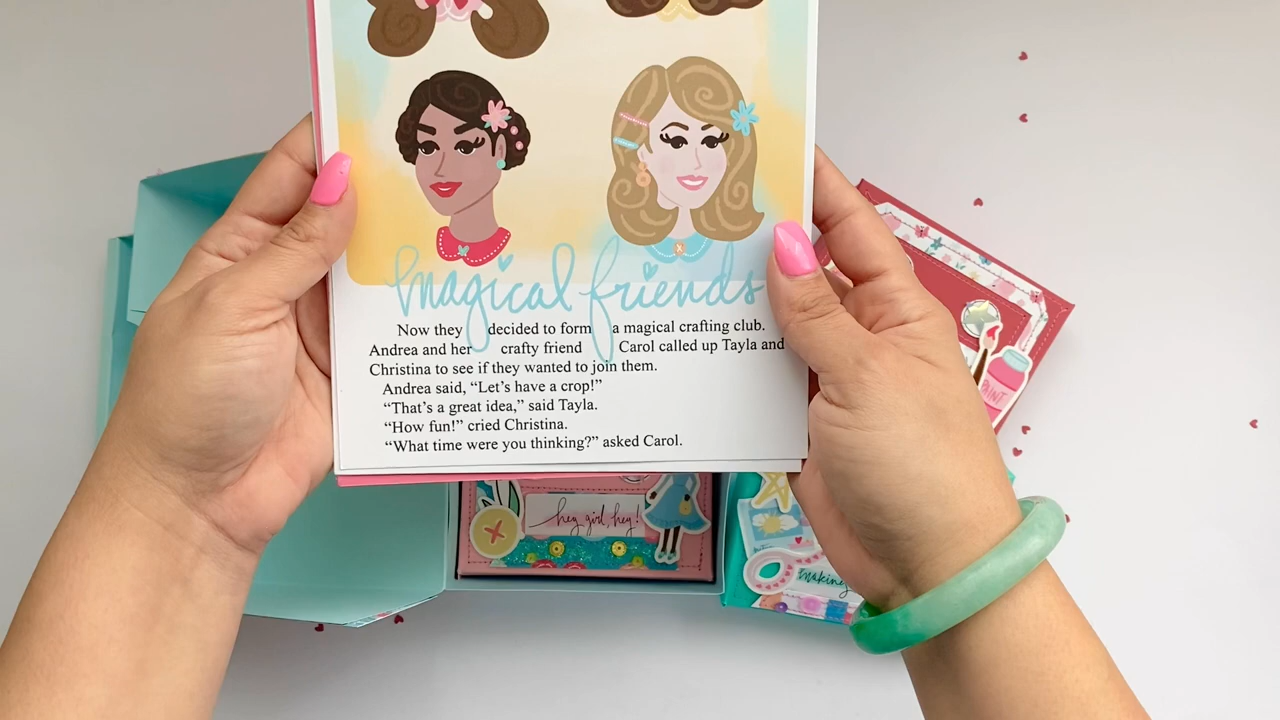 magical friends
Now they decided to form a magical crafting club.
Andrea and her crafty friend Carol called up Tayla and
Christina to see if they wanted to join them.
Andrea said, “Let’s have a crop!”
“That’s a great idea,” said Tayla.
“How fun!” cried Christina.
“What time were you thinking?” asked Carol.
PAINT
hey, girl, hey!
making